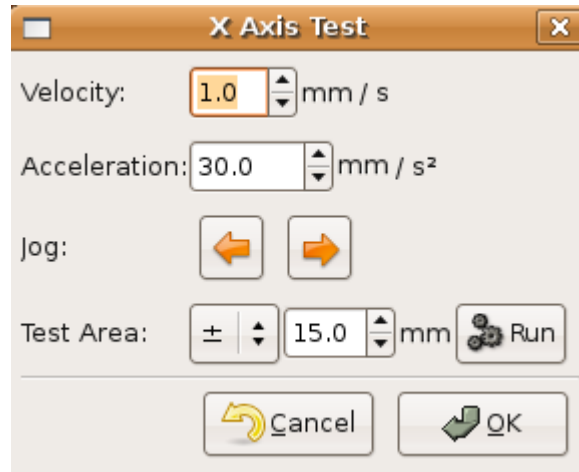 X Axis Test
Velocity: 1.0 mm / s
Acceleration: 30.0 mm / s²
Jog:
Test Area: ± 15.0 mm Run
Cancel OK